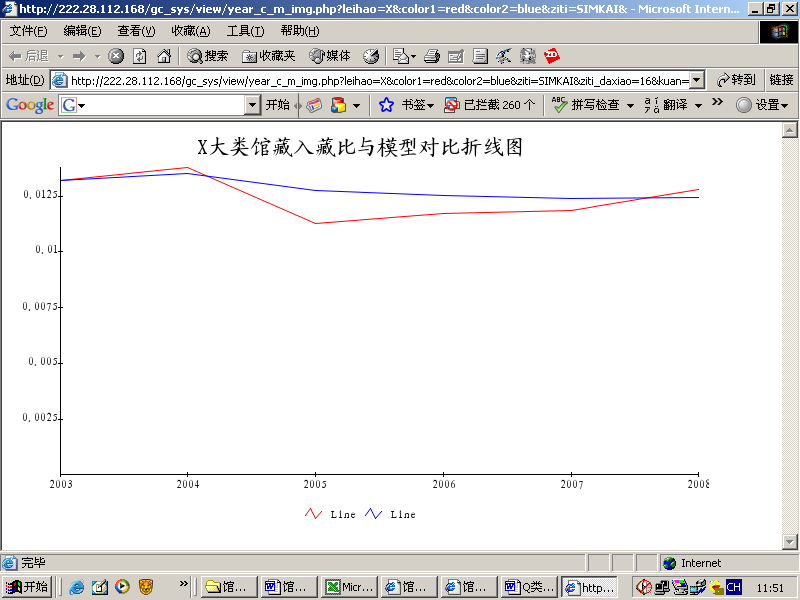 http://222.28.112.168/gc_sys/view/year_c_m_img.php?leihao=X&color1=red&color2=blue&ziti=SIMKAI& - Microsoft Intern...
文件(F) 编辑(E) 查看(V) 收藏(A) 工具(T) 帮助(H)
后退 搜索 收藏夹 媒体
地址(D) http://222.28.112.168/gc_sys/view/year_c_m_img.php?leihao=X&color1=red&color2=blue&ziti=SIMKAI&ziti_daxiao=16&kuan= 转到 链接
Google G 开始 书签 已拦截 260 个 ABC 拼写检查 翻译 » 设置
X大类馆藏入藏比与模型对比折线图
0.0125
0.01
0.0075
0.005
0.0025
2003 2004 2005 2006 2007 2008
Line Line
完毕 Internet
开始 » 馆... 馆... Micr... 馆... 馆... Q类... http... CH 11:51